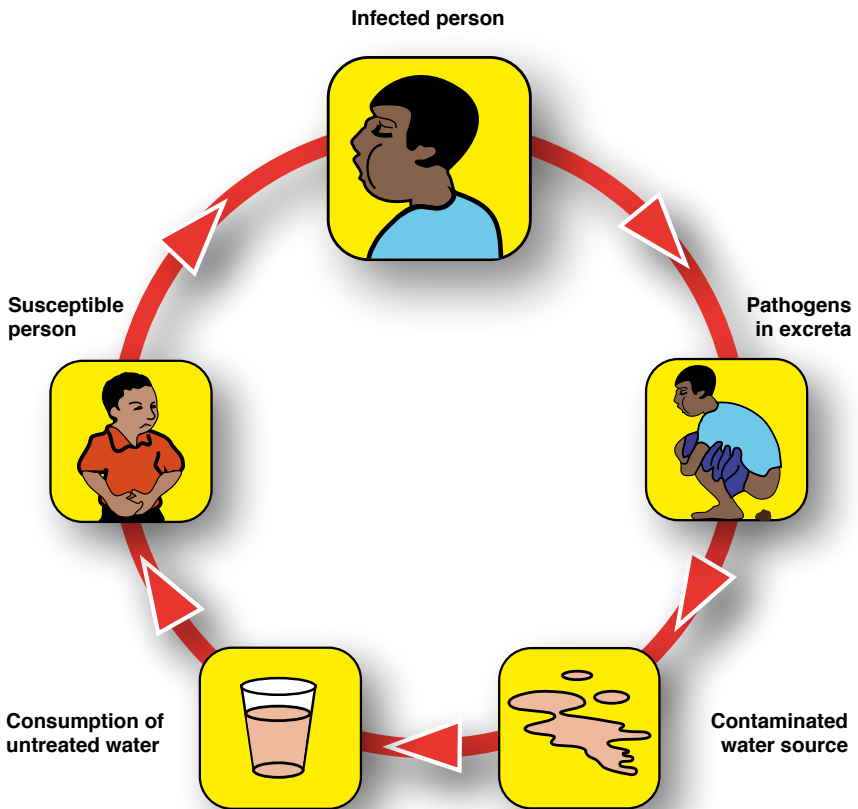 Infected person
Pathogens
in excreta
Contaminated
water source
Consumption of
untreated water
Susceptible
person